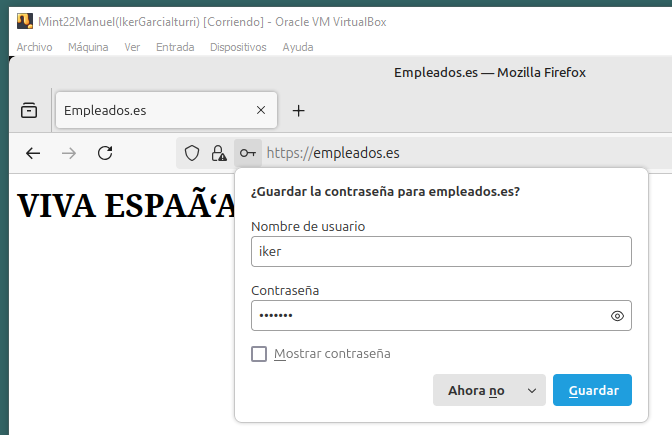 Mint22Manuel(IkerGarciaIturri) [Corriendo] - Oracle VM VirtualBox
Archivo Máquina Ver Entrada Dispositivos Ayuda
Empleados.es — Mozilla Firefox
Empleados.es
https://empleados.es
VIVA ESPAÃ‘A
¿Guardar la contraseña para empleados.es?
Nombre de usuario
iker
Contraseña
•••••••
Mostrar contraseña
Ahora no
Guardar